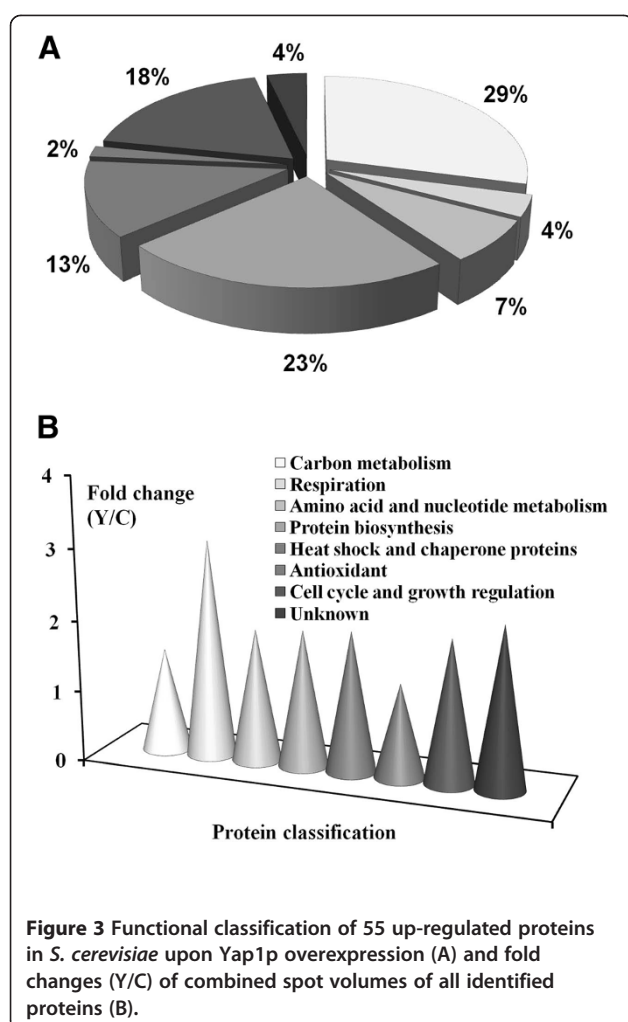 A
4%
18%
29%
2%
4%
13%
7%
23%
B
4
Fold change
(Y/C)
3
2
1
0
Carbon metabolism
Respiration
Amino acid and nucleotide metabolism
Protein biosynthesis
Heat shock and chaperone proteins
Antioxidant
Cell cycle and growth regulation
Unknown
Protein classification
Figure 3 Functional classification of 55 up-regulated proteins
in S. cerevisiae upon Yap1p overexpression (A) and fold
changes (Y/C) of combined spot volumes of all identified
proteins (B).